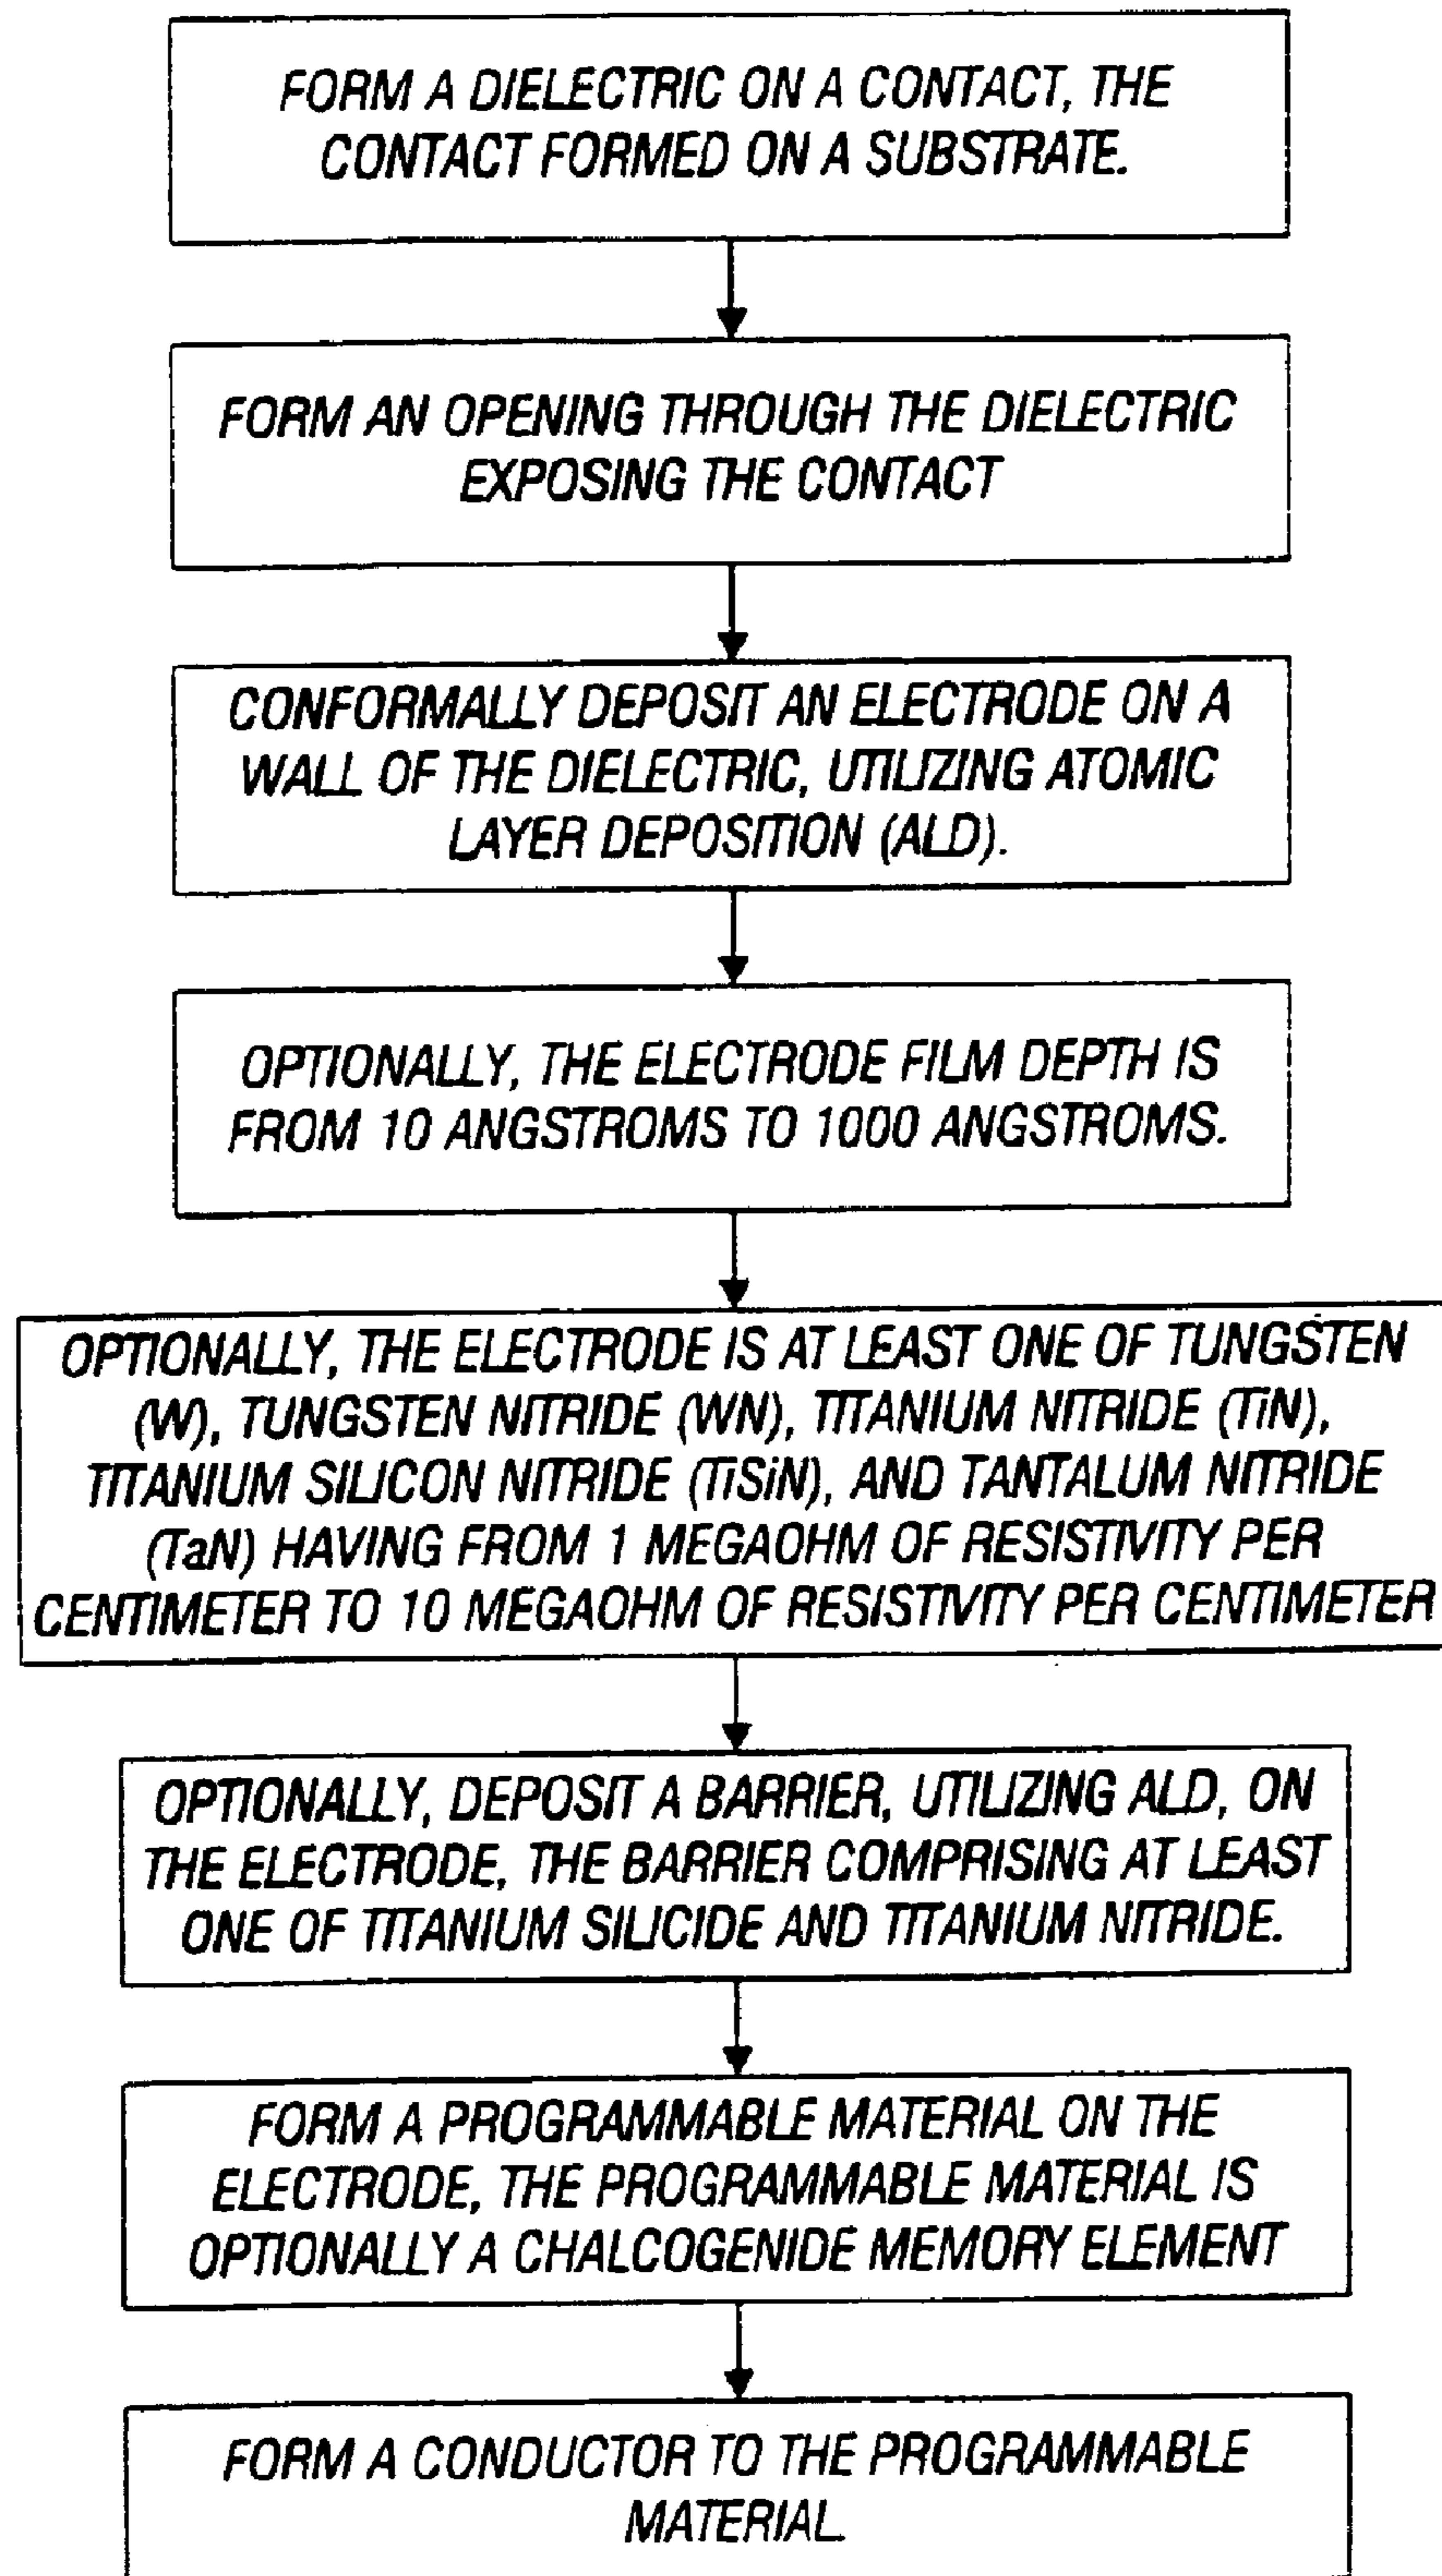 FORM A DIELECTRIC ON A CONTACT, THE
CONTACT FORMED ON A SUBSTRATE.
FORM AN OPENING THROUGH THE DIELECTRIC
EXPOSING THE CONTACT
CONFORMALLY DEPOSIT AN ELECTRODE ON A
WALL OF THE DIELECTRIC, UTILIZING ATOMIC
LAYER DEPOSITION (ALD).
OPTIONALLY, THE ELECTRODE FILM DEPTH IS
FROM 10 ANGSTROMS TO 1000 ANGSTROMS.
OPTIONALLY, THE ELECTRODE IS AT LEAST ONE OF TUNGSTEN
(W), TUNGSTEN NITRIDE (WN), TITANIUM NITRIDE (TiN),
TITANIUM SILICON NITRIDE (TiSiN), AND TANTALUM NITRIDE
(TaN) HAVING FROM 1 MEGAOHM OF RESISTIVITY PER
CENTIMETER TO 10 MEGAOHM OF RESISTIVITY PER CENTIMETER
OPTIONALLY, DEPOSIT A BARRIER, UTILIZING ALD, ON
THE ELECTRODE, THE BARRIER COMPRISING AT LEAST
ONE OF TITANIUM SILICIDE AND TITANIUM NITRIDE.
FORM A PROGRAMMABLE MATERIAL ON THE
ELECTRODE, THE PROGRAMMABLE MATERIAL IS
OPTIONALLY A CHALCOGENIDE MEMORY ELEMENT
FORM A CONDUCTOR TO THE PROGRAMMABLE
MATERIAL.